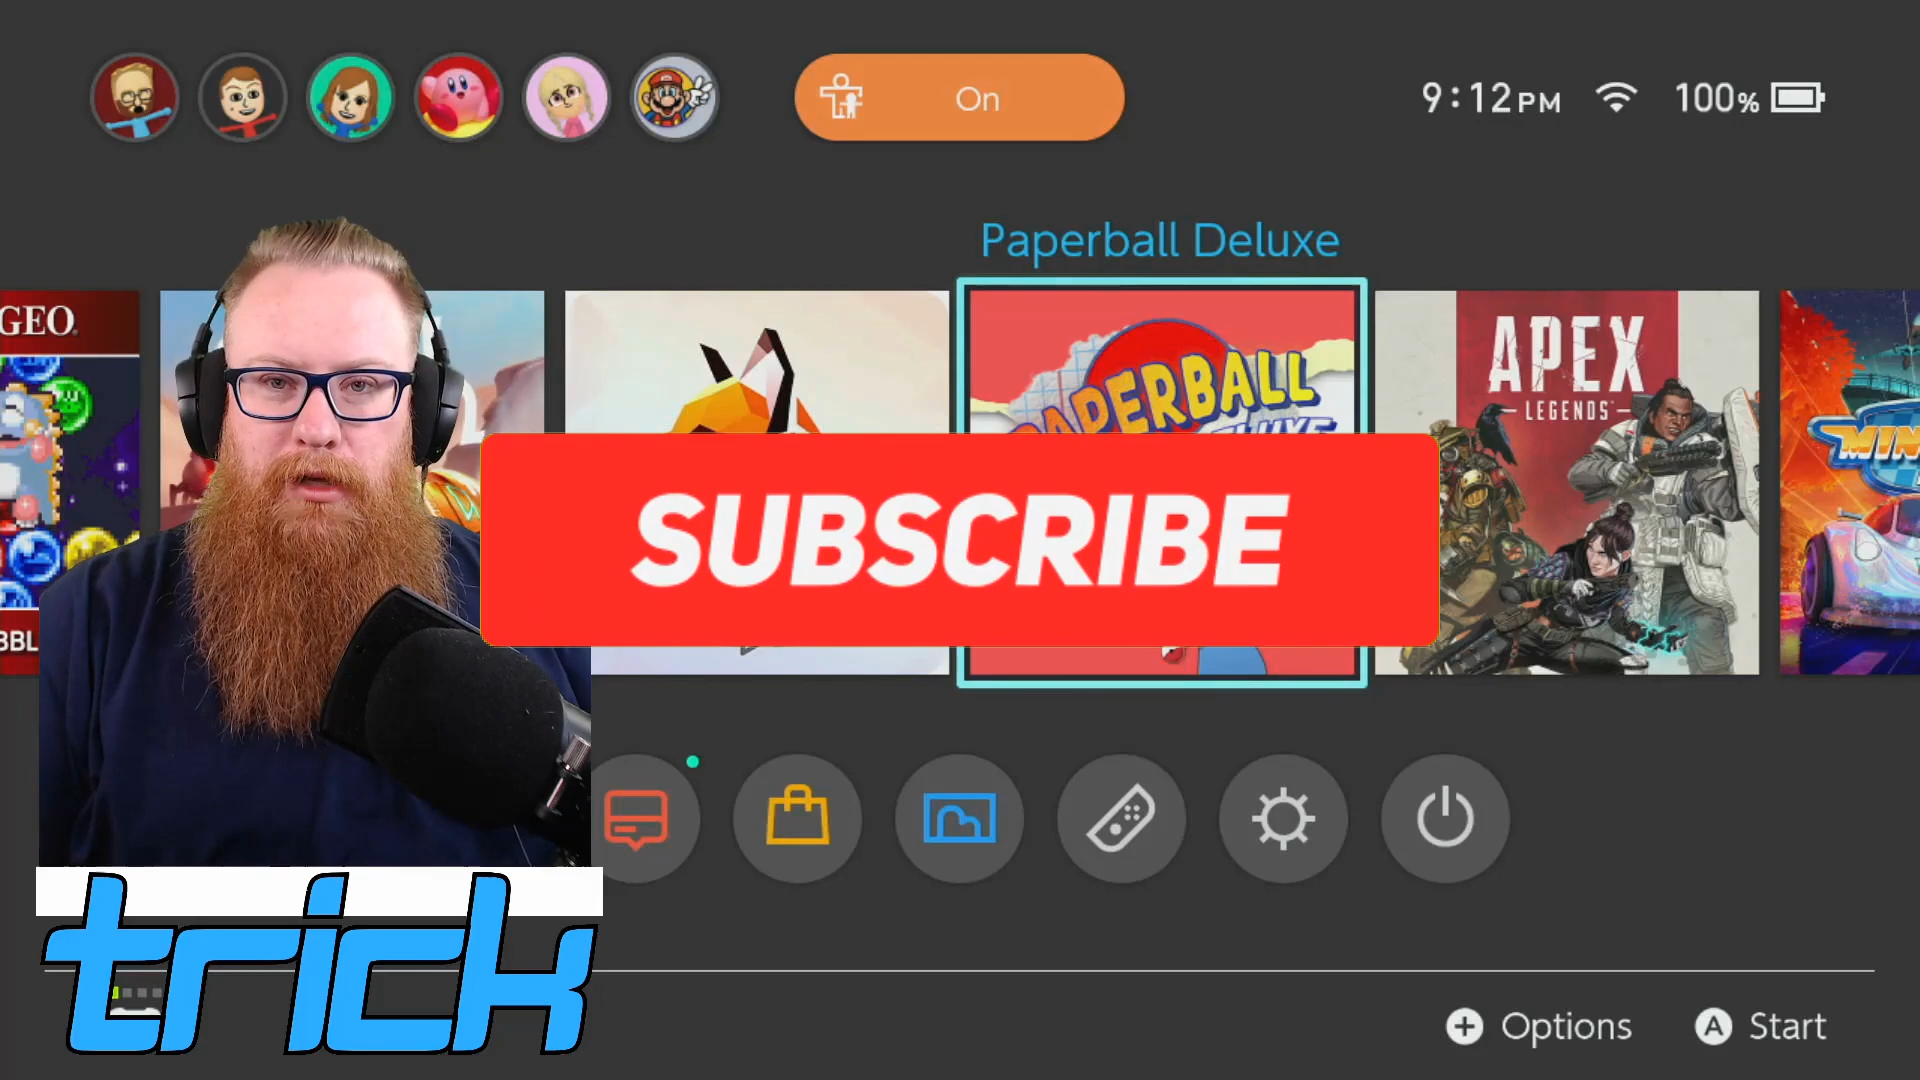 On
9:12 PM
100%
Paperball Deluxe
GEO
PAPERBALL
APEX
LEGENDS
SUBSCRIBE
trick
Options
Start